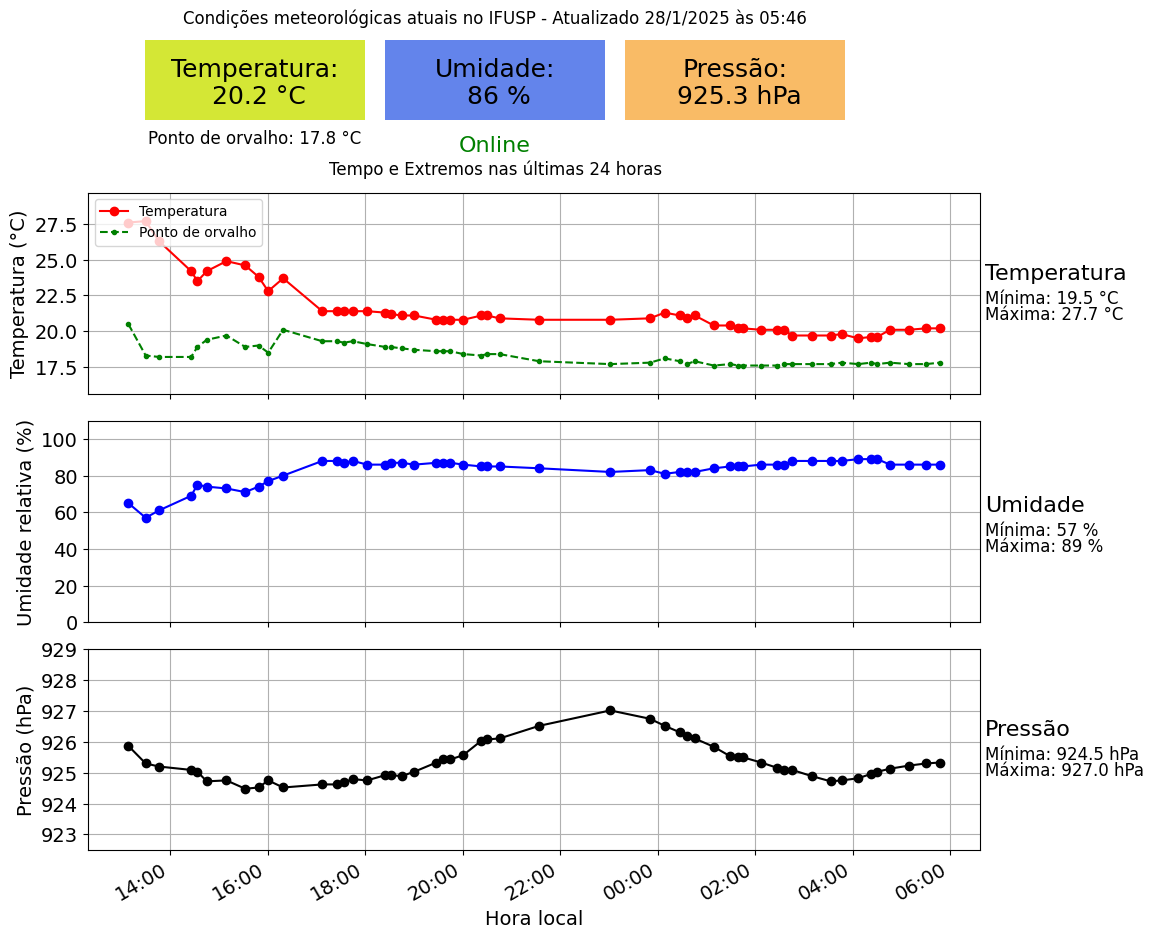 Condições meteorológicas atuais no IFUSP - Atualizado 28/1/2025 às 05:46
Temperatura:
20.2 °C
Umidade:
86 %
Pressão:
925.3 hPa
Ponto de orvalho: 17.8 °C
Online
Tempo e Extremos nas últimas 24 horas
Temperatura (°C)
27.5
25.0
22.5
20.0
17.5
Temperatura
Ponto de orvalho
Temperatura
Mínima: 19.5 °C
Máxima: 27.7 °C
Umidade relativa (%)
100
80
60
40
20
0
Umidade
Mínima: 57 %
Máxima: 89 %
Pressão (hPa)
929
928
927
926
925
924
923
Pressão
Mínima: 924.5 hPa
Máxima: 927.0 hPa
14:00
16:00
18:00
20:00
22:00
00:00
02:00
04:00
06:00
Hora local